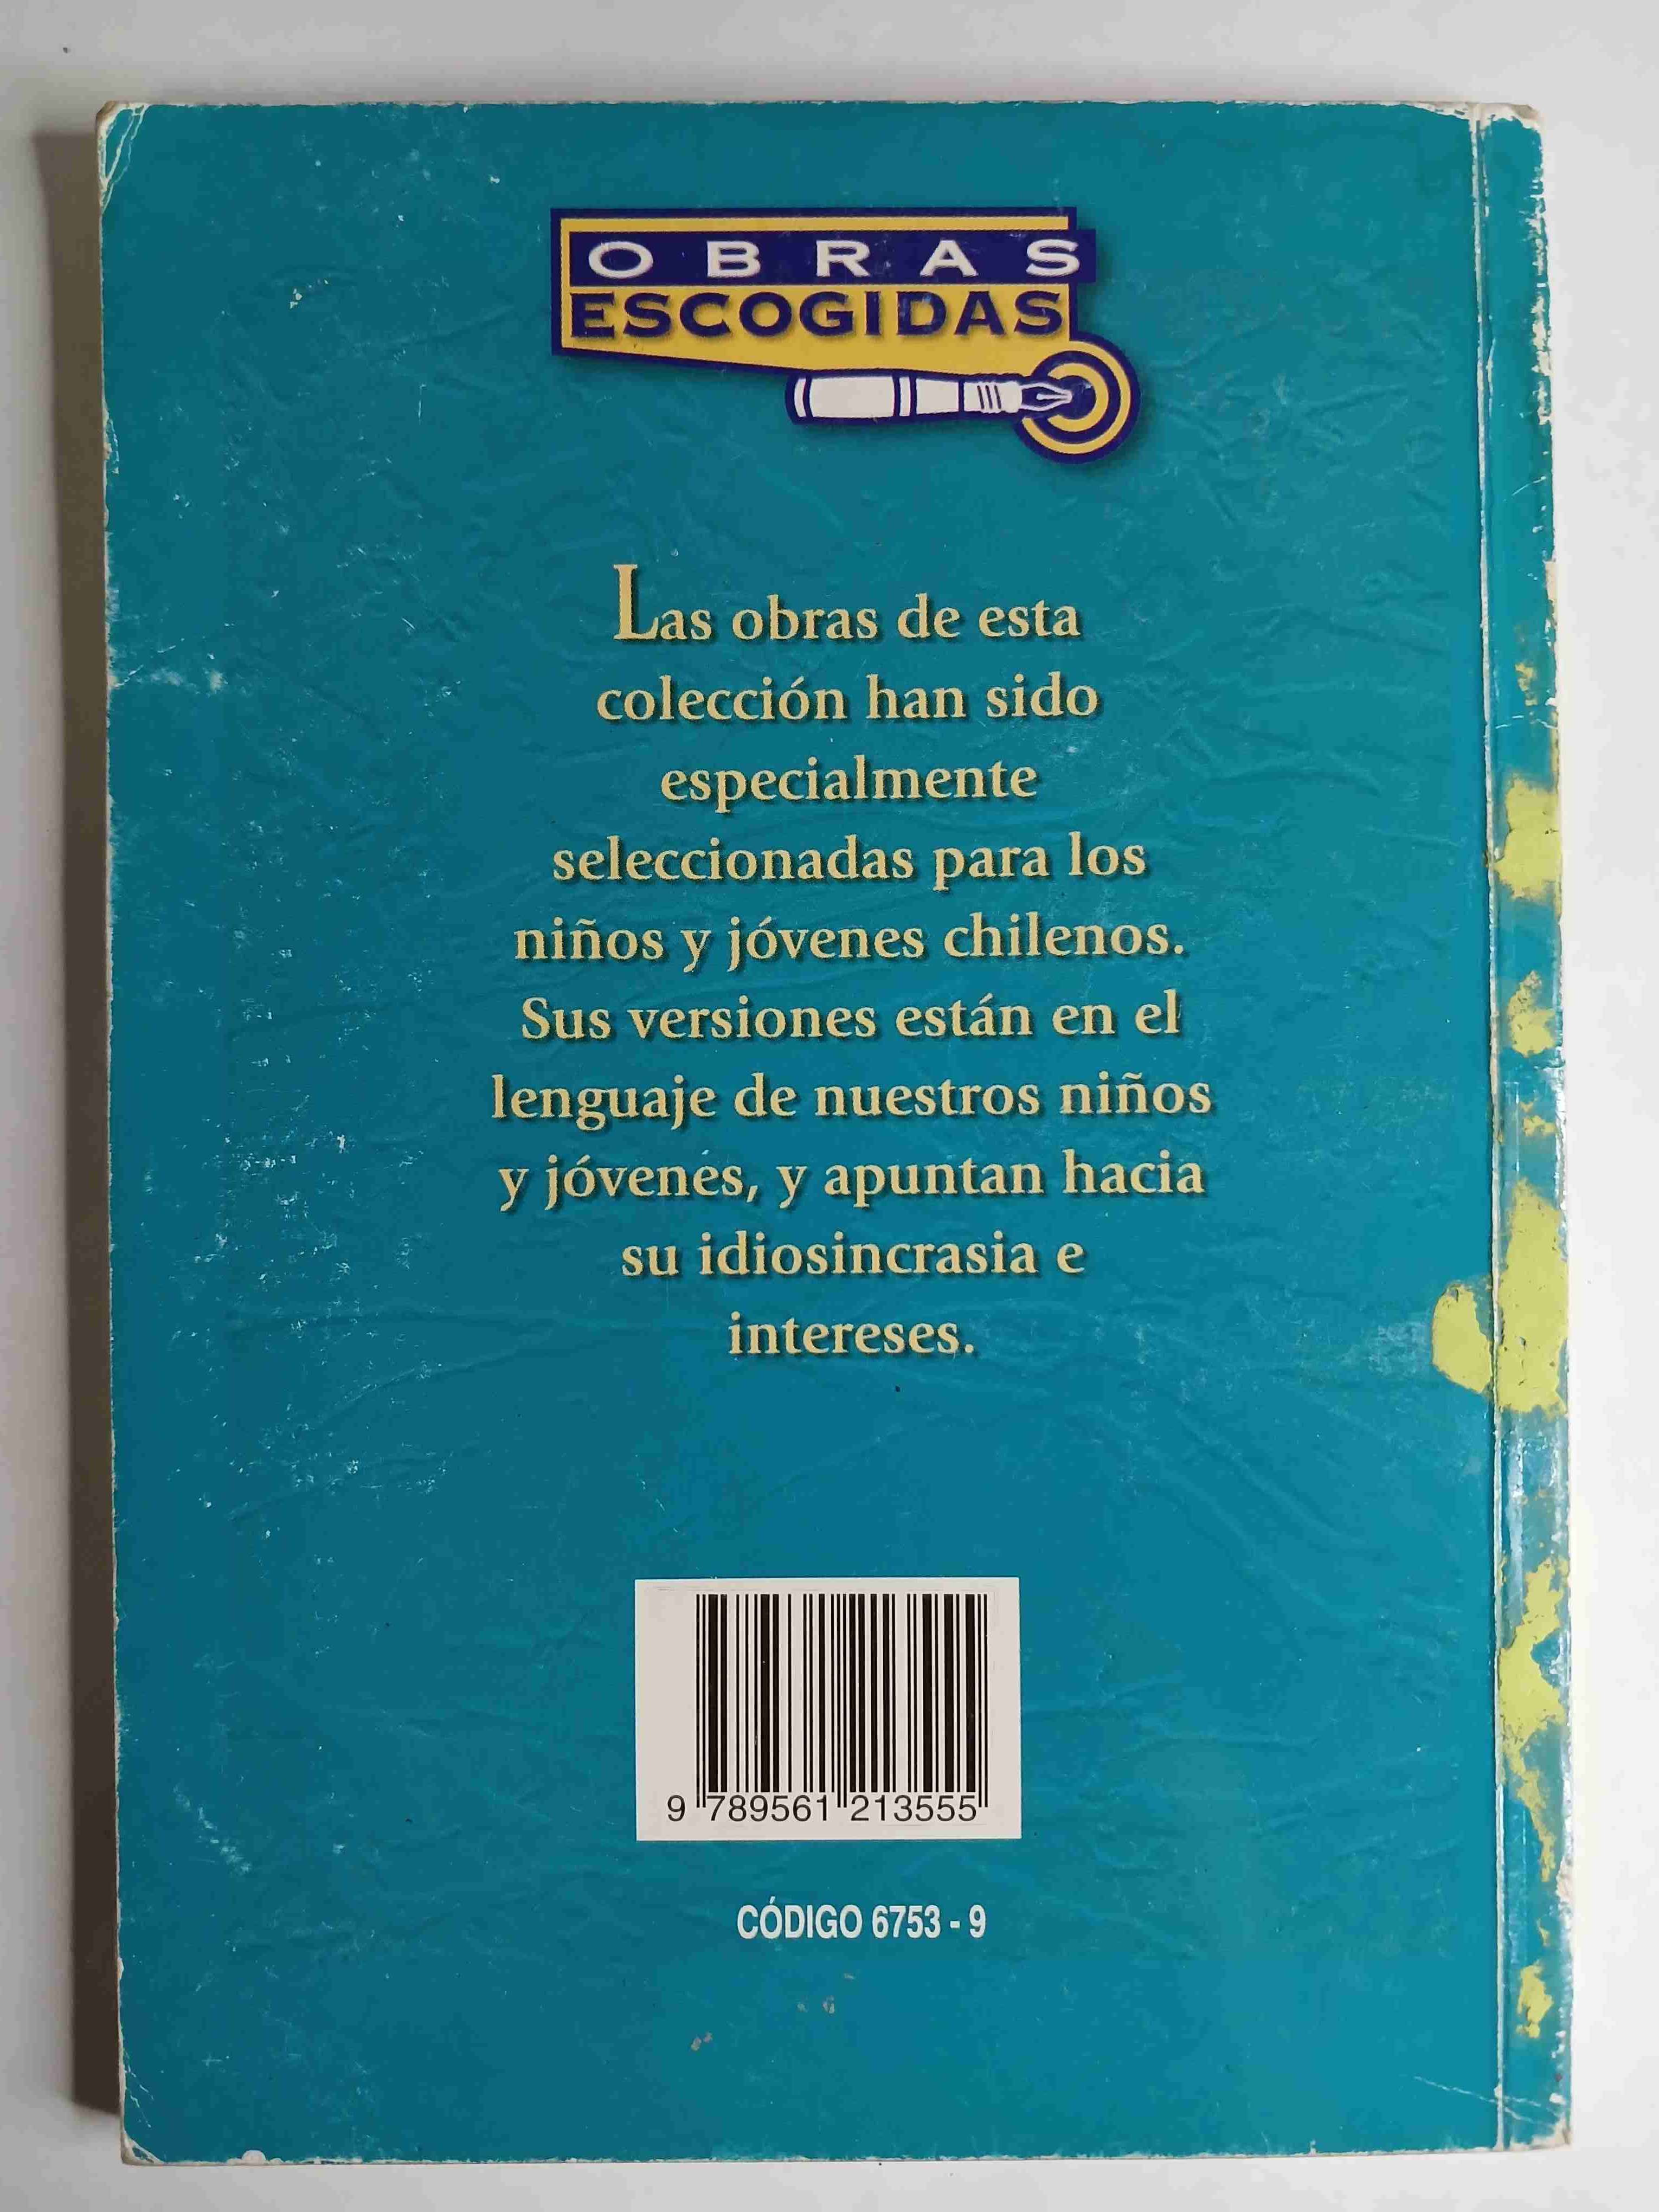 OBRAS
ESCOGIDAS
Las obras de esta
colección han sido
especialmente
seleccionadas para los
niños y jóvenes chilenos.
Sus versiones están en el
lenguaje de nuestros niños
y jóvenes, y apuntan hacia
su idiosincrasia e
intereses.
9 789561 213555
CÓDIGO 6753 - 9